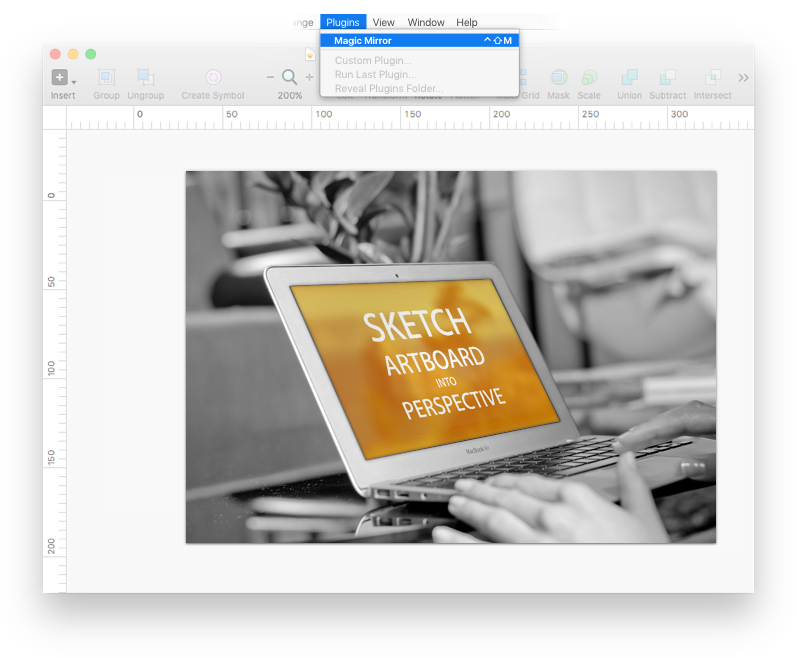 nge Plugins View Window Help
Magic Mirror ^⇧M
Custom Plugin...
Run Last Plugin...
Reveal Plugins Folder...
Insert Group Ungroup Create Symbol 200% Grid Mask Scale Union Subtract Intersect
0 50 100 150 200 250 300
0
50
100
150
200
SKETCH
ARTBOARD
INTO
PERSPECTIVE
MacBook Air